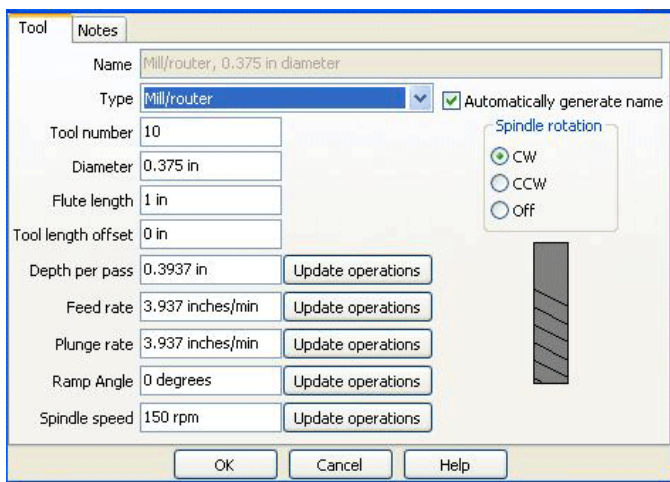 Tool Notes
Name Mill/router, 0.375 in diameter
Type Mill/router Automatically generate name
Tool number 10 Spindle rotation
Diameter 0.375 in CW
Flute length 1 in CCW
Off
Tool length offset 0 in
Depth per pass 0.3937 in Update operations
Feed rate 3.937 inches/min Update operations
Plunge rate 3.937 inches/min Update operations
Ramp Angle 0 degrees Update operations
Spindle speed 150 rpm Update operations
OK Cancel Help